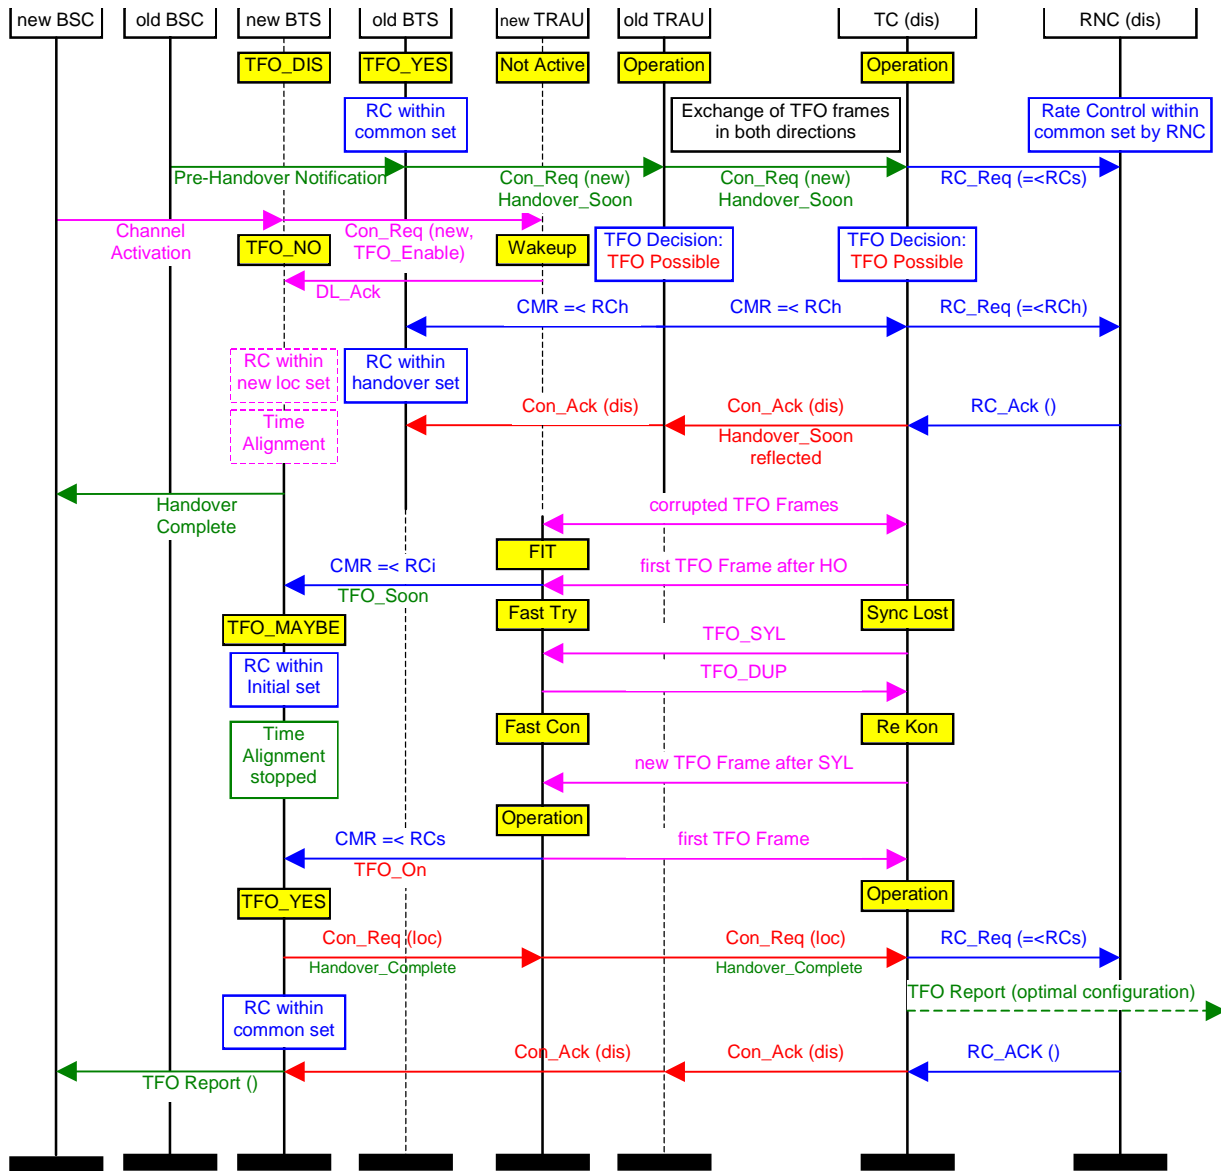 new BSC
old BSC
new BTS
old BTS
new TRAU
old TRAU
TC (dis)
RNC (dis)
TFO_DIS
TFO_YES
Not Active
Operation
Operation
RC within
common set
Exchange of TFO frames
in both directions
Rate Control within
common set by RNC
Pre-Handover Notification
Con_Req (new)
Handover_Soon
Con_Req (new)
Handover_Soon
RC_Req (=<RCs)
Channel
Activation
TFO_NO
Con_Req (new,
TFO_Enable)
Wakeup
TFO Decision:
TFO Possible
TFO Decision:
TFO Possible
DL_Ack
CMR =< RCh
CMR =< RCh
RC_Req (=<RCh)
RC within
new loc set
RC within
handover set
Time
Alignment
Con_Ack (dis)
Con_Ack (dis)
Handover_Soon
reflected
RC_Ack ()
Handover
Complete
corrupted TFO Frames
FIT
CMR =< RCi
TFO_Soon
first TFO Frame after HO
TFO_MAYBE
Fast Try
Sync Lost
TFO_SYL
RC within
Initial set
TFO_DUP
Time
Alignment
stopped
Fast Con
Re Kon
new TFO Frame after SYL
Operation
CMR =< RCs
TFO_On
first TFO Frame
TFO_YES
Operation
Con_Req (loc)
Handover_Complete
Con_Req (loc)
Handover_Complete
RC_Req (=<RCs)
TFO Report (optimal configuration)
RC within
common set
Con_Ack (dis)
Con_Ack (dis)
RC_ACK ()
TFO Report ()